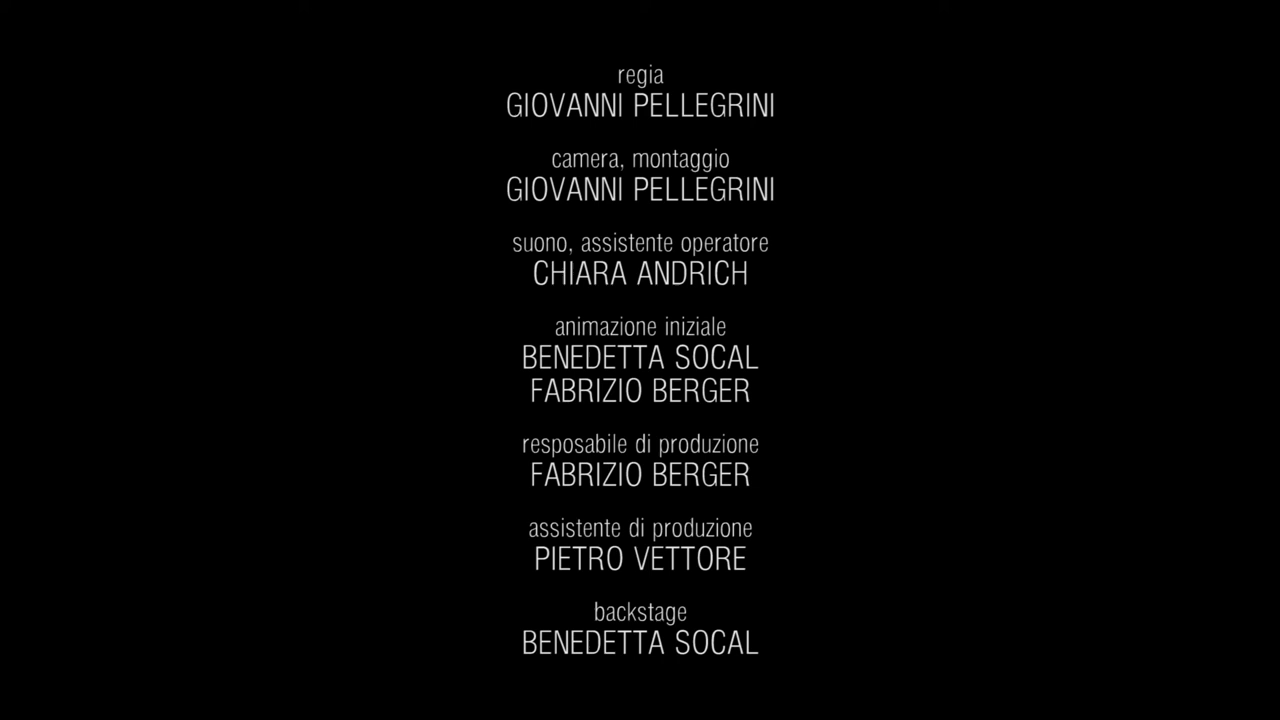 regia
GIOVANNI PELLEGRINI
camera, montaggio
GIOVANNI PELLEGRINI
suono, assistente operatore
CHIARA ANDRICH
animazione iniziale
BENEDETTA SOCAL
FABRIZIO BERGER
resposabile di produzione
FABRIZIO BERGER
assistente di produzione
PIETRO VETTORE
backstage
BENEDETTA SOCAL